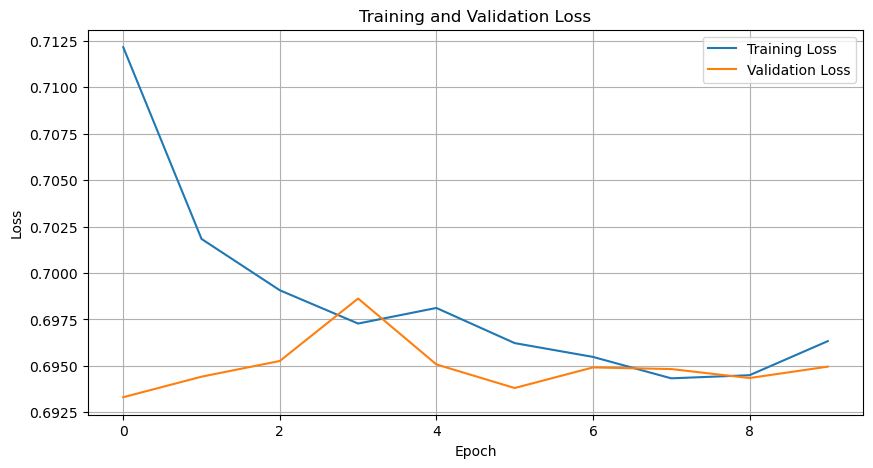 Training and Validation Loss
Training Loss
Validation Loss
0.7125
0.7100
0.7075
0.7050
0.7025
0.7000
0.6975
0.6950
0.6925
Loss
0 2 4 6 8
Epoch